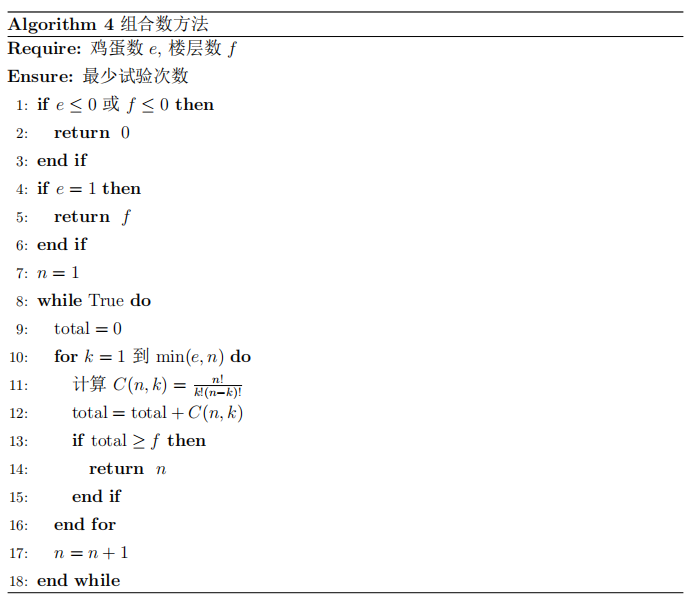 Algorithm 4 组合数方法
Require: 鸡蛋数 e, 楼层数 f
Ensure: 最少试验次数
1: if e ≤ 0 或 f ≤ 0 then
2: return 0
3: end if
4: if e = 1 then
5: return f
6: end if
7: n = 1
8: while True do
9: total = 0
10: for k = 1 到 min(e, n) do
11: 计算 C(n, k) = n!/(k!(n−k)!)
12: total = total + C(n, k)
13: if total ≥ f then
14: return n
15: end if
16: end for
17: n = n + 1
18: end while